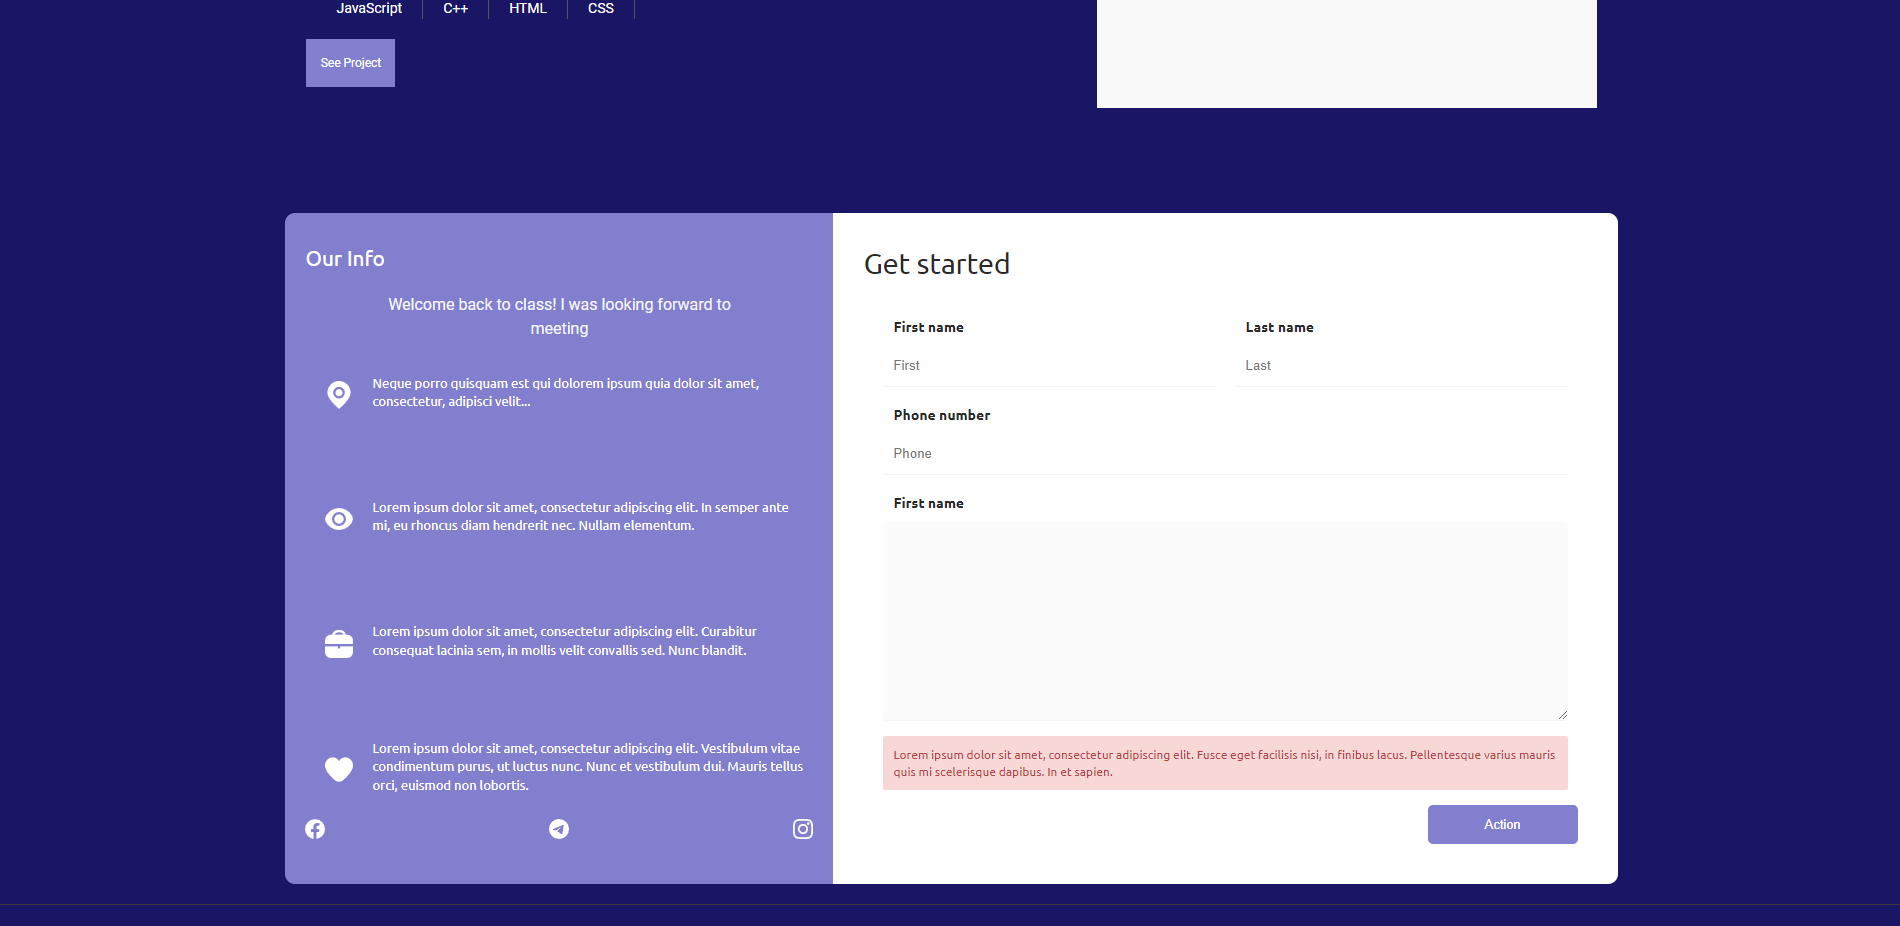 JavaScript
C++
HTML
CSS
See Project
Our Info
Welcome back to class! I was looking forward to
meeting
Neque porro quisquam est qui dolorem ipsum quia dolor sit amet,
consectetur, adipisci velit...
Lorem ipsum dolor sit amet, consectetur adipiscing elit. In semper ante
mi, eu rhoncus diam hendrerit nec. Nullam elementum.
Lorem ipsum dolor sit amet, consectetur adipiscing elit. Curabitur
consequat lacinia sem, in mollis velit convallis sed. Nunc blandit.
Lorem ipsum dolor sit amet, consectetur adipiscing elit. Vestibulum vitae
condimentum purus, ut luctus nunc. Nunc et vestibulum dui. Mauris tellus
orci, euismod non lobortis.
Get started
First name
First
Last name
Last
Phone number
Phone
First name
Lorem ipsum dolor sit amet, consectetur adipiscing elit. Fusce eget facilisis nisi, in finibus lacus. Pellentesque varius mauris
quis mi scelerisque dapibus. In et sapien.
Action